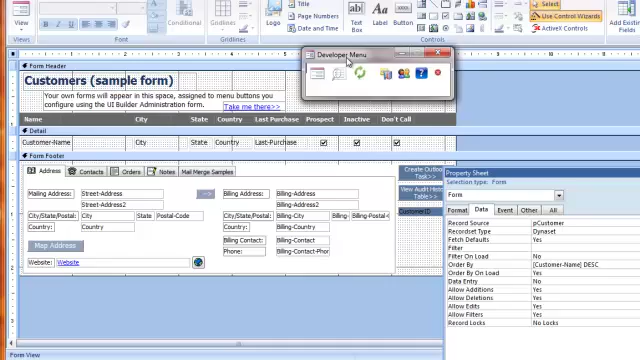 View
Font
Conditional
Gridlines
Logo
Title
Page Numbers
Date and Time
Text Box
Label
Button
Select
Use Control Wizards
ActiveX Controls
Add Existing Fields
Controls
Developer Menu
Form Header
Customers (sample form)
Your own forms will appear in this space, assigned to menu buttons you
configure using the UI Builder Administration form.
Take me there>>
Name City State Country Last Purchase Prospect Inactive Don't Call
Detail
Customer-Name City State Country Last-Purchase
Form Footer
Address Contacts Orders Notes Mail Merge Samples
Mailing Address: Street-Address Billing Address: Billing-Address
Street-Address2 Billing-Address2
City/State/Postal: City State Postal-Code City/State/Postal: Billing-City Billing- Billing-Postal-C
Country: Country Country: Billing-Country
Billing Contact: Billing-Contact
Map Address Phone: Billing-Contact-Phor
Website: Website
Create Outloo
Task>>
View Audit Histo
Table>>
CustomerID
Property Sheet
Selection type: Form
Form
Format Data Event Other All
Record Source pCustomer
Recordset Type Dynaset
Fetch Defaults Yes
Filter
Filter On Load No
Order By [Customer-Name] DESC
Order By On Load Yes
Data Entry No
Allow Additions Yes
Allow Deletions Yes
Allow Edits Yes
Allow Filters Yes
Record Locks No Locks
Form View